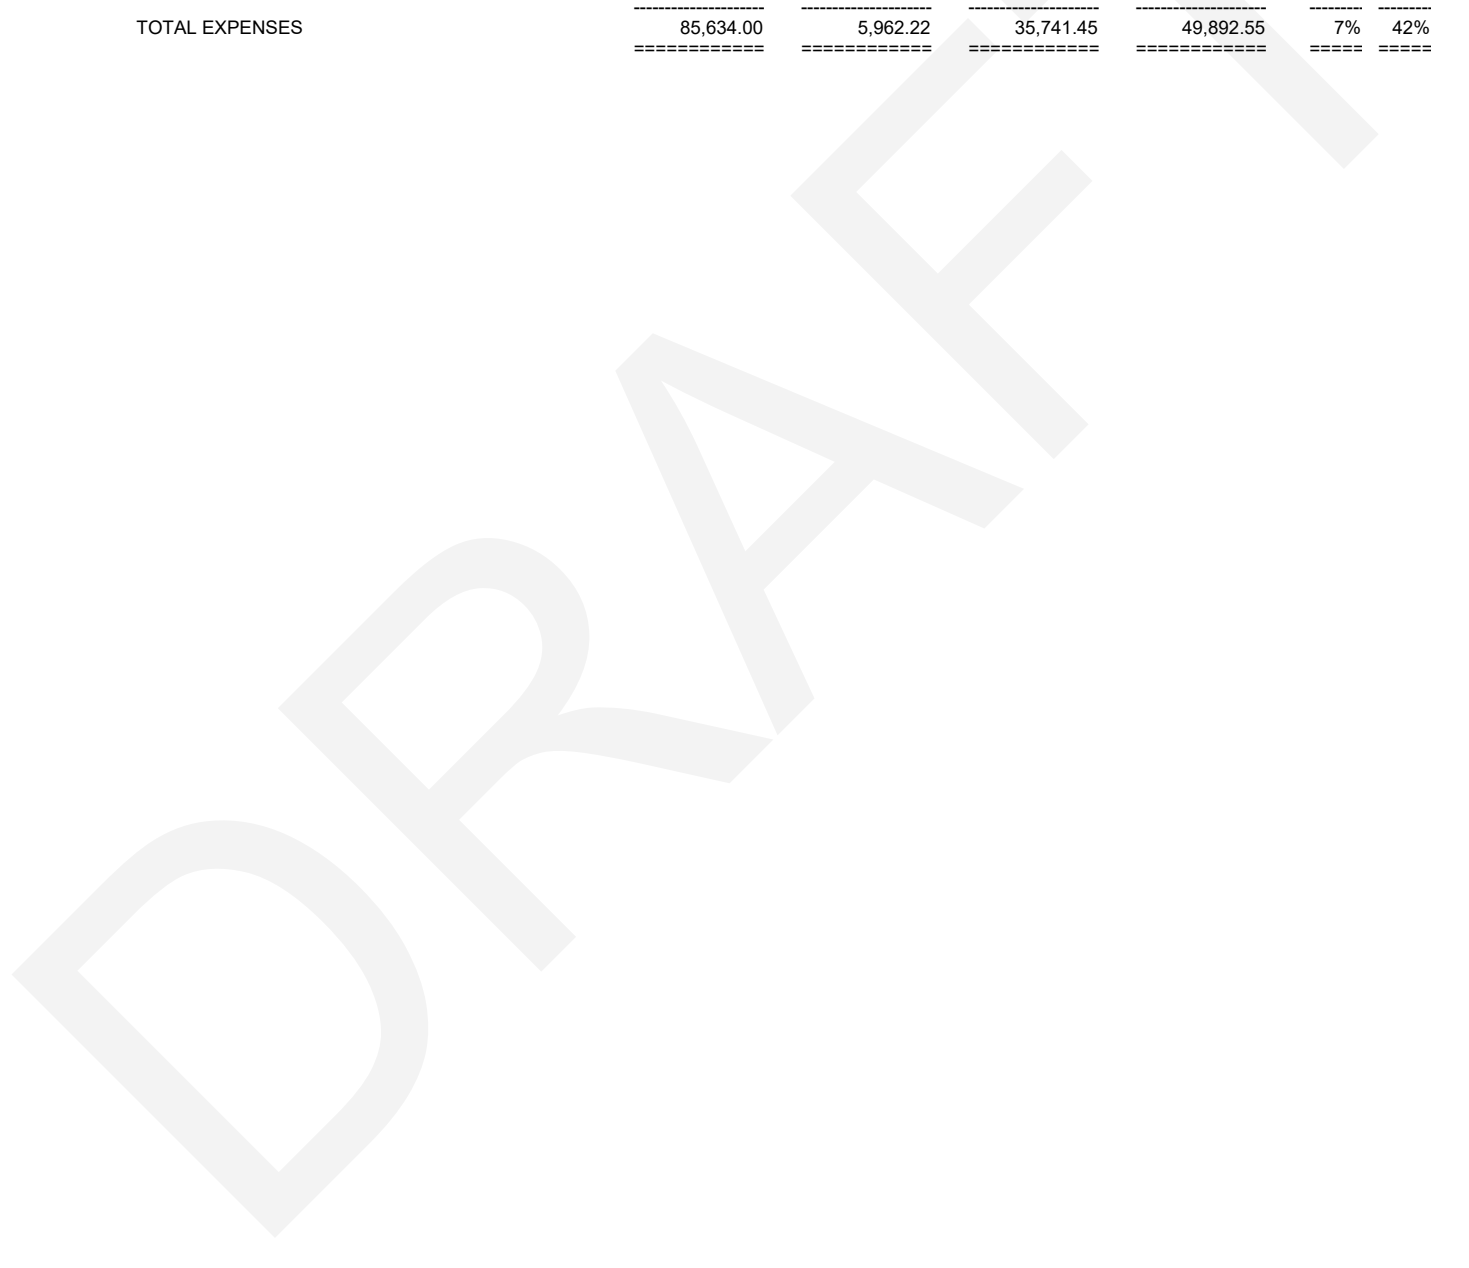 --------------------- --------------------- --------------------- --------------------- --------- ---------
TOTAL EXPENSES 85,634.00 5,962.22 35,741.45 49,892.55 7% 42%
============ ============ ============ ============ ===== =====
DRAFT